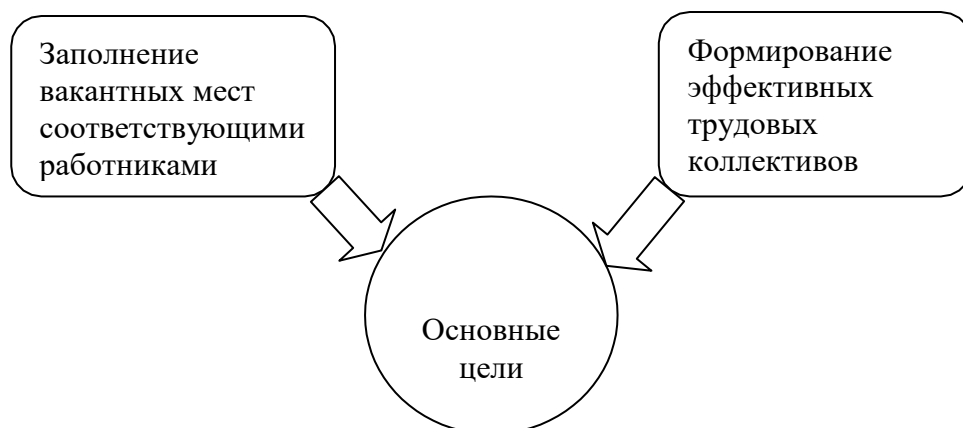 Заполнение
вакантных мест
соответствующими
работниками
Формирование
эффективных
трудовых
коллективов
Основные
цели